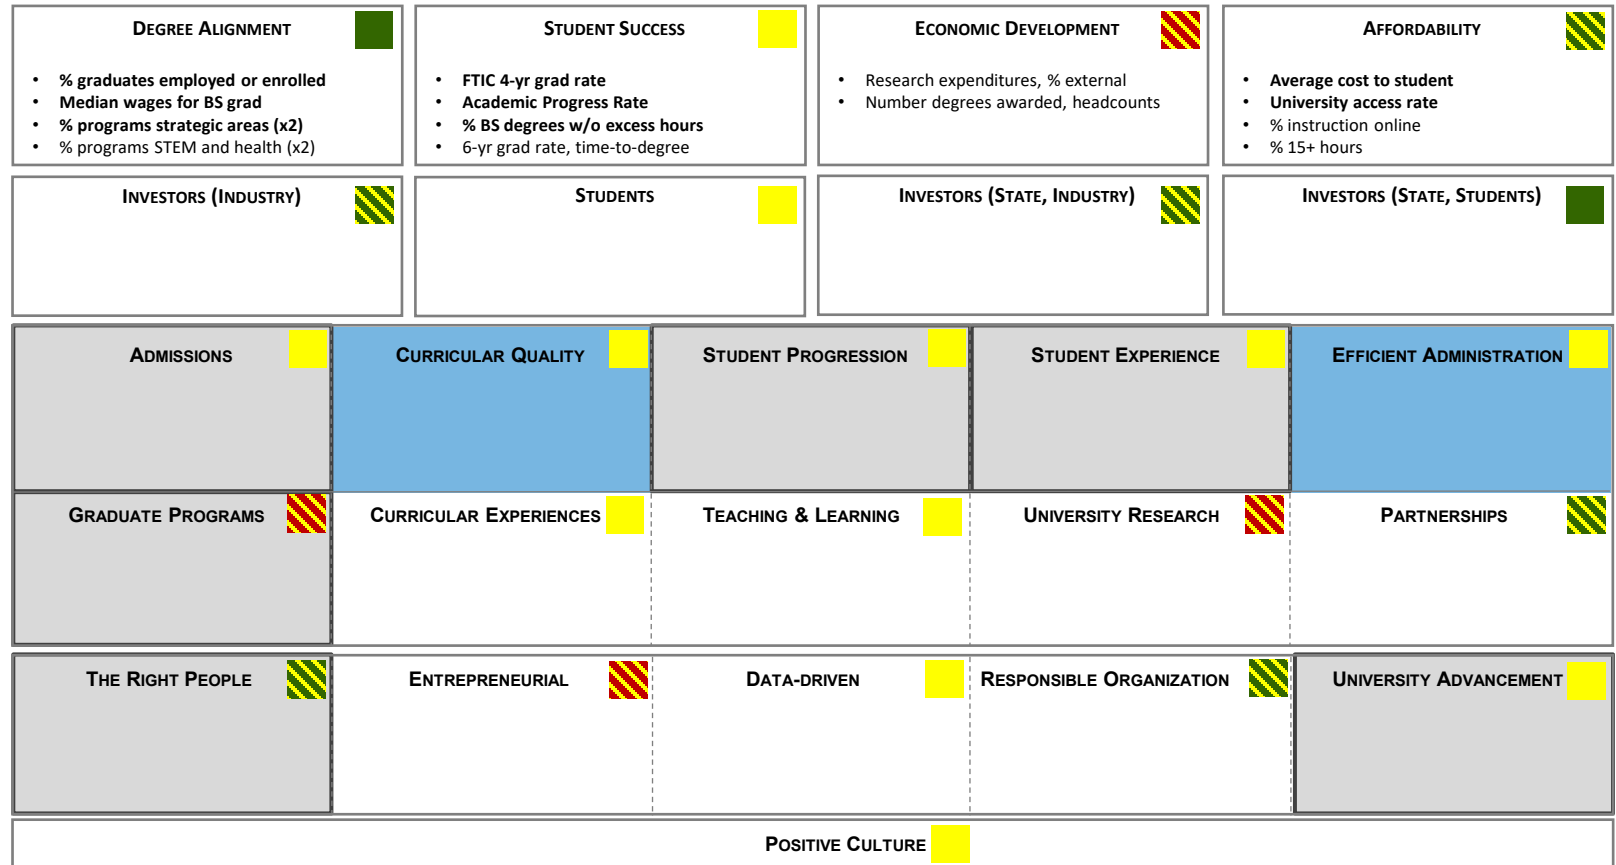 DEGREE ALIGNMENT
• % graduates employed or enrolled
• Median wages for BS grad
• % programs strategic areas (x2)
• % programs STEM and health (x2)
STUDENT SUCCESS
• FTIC 4-yr grad rate
• Academic Progress Rate
• % BS degrees w/o excess hours
• 6-yr grad rate, time-to-degree
ECONOMIC DEVELOPMENT
• Research expenditures, % external
• Number degrees awarded, headcounts
AFFORDABILITY
• Average cost to student
• University access rate
• % instruction online
• % 15+ hours
INVESTORS (INDUSTRY)
STUDENTS
INVESTORS (STATE, INDUSTRY)
INVESTORS (STATE, STUDENTS)
ADMISSIONS
CURRICULAR QUALITY
STUDENT PROGRESSION
STUDENT EXPERIENCE
EFFICIENT ADMINISTRATION
GRADUATE PROGRAMS
CURRICULAR EXPERIENCES
TEACHING & LEARNING
UNIVERSITY RESEARCH
PARTNERSHIPS
THE RIGHT PEOPLE
ENTREPRENEURIAL
DATA-DRIVEN
RESPONSIBLE ORGANIZATION
UNIVERSITY ADVANCEMENT
POSITIVE CULTURE